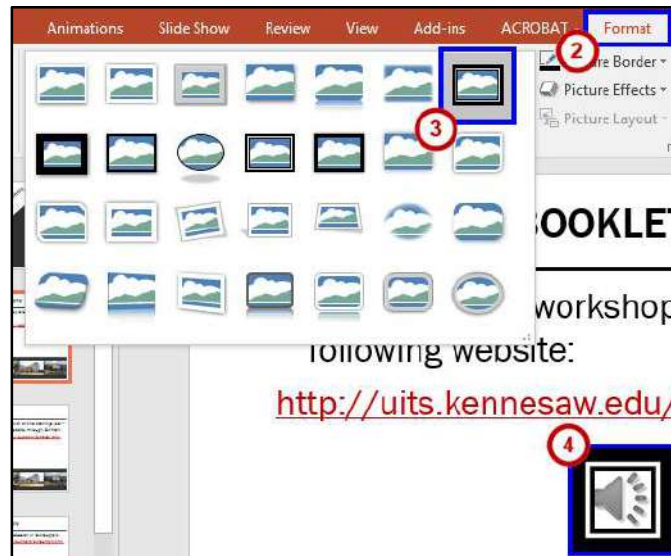 Animations Slide Show Review View Add-ins ACROBAT Format
2
re Border
Picture Effects
3
Picture Layout
OOKLE
workshop
following website:
http://uits.kennesaw.edu/
4